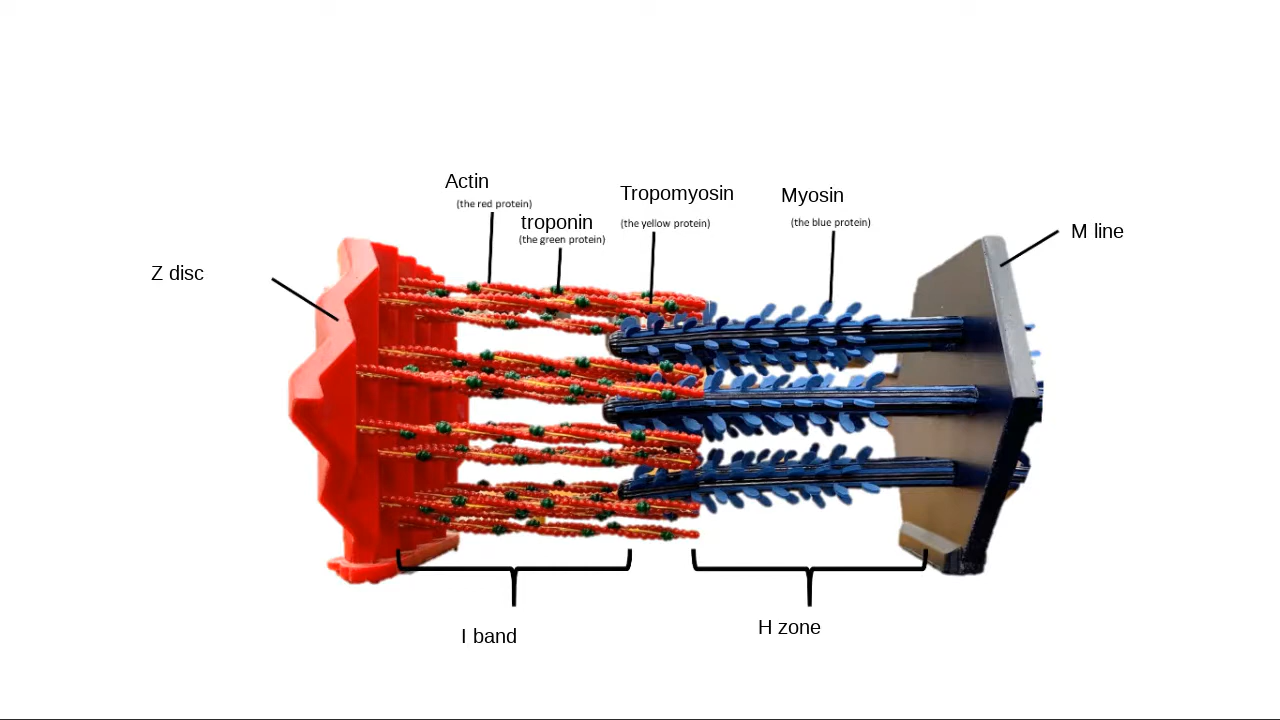 Actin
(the red protein)
troponin
(the green protein)
Tropomyosin
(the yellow protein)
Myosin
(the blue protein)
M line
Z disc
I band
H zone